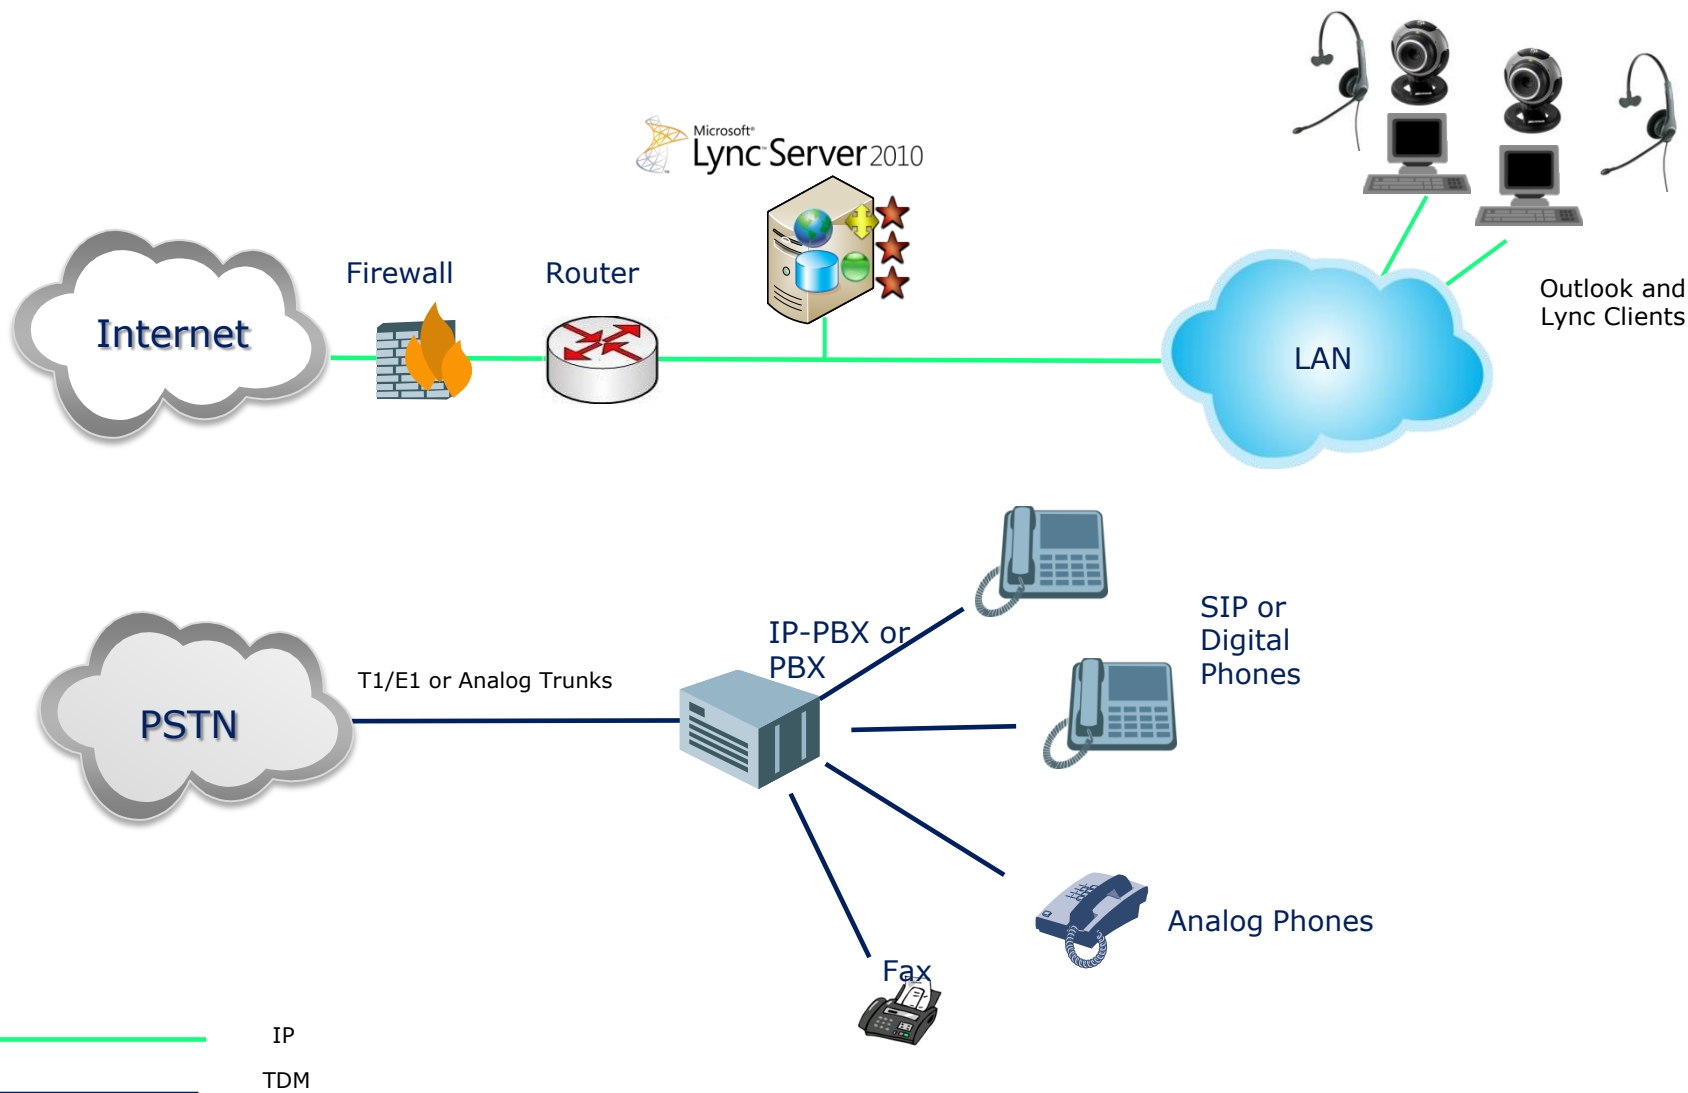 Microsoft®
Lync™ Server 2010
Firewall
Router
Internet
LAN
Outlook and
Lync Clients
IP-PBX or
PBX
SIP or
Digital
Phones
T1/E1 or Analog Trunks
PSTN
Analog Phones
Fax
IP
TDM